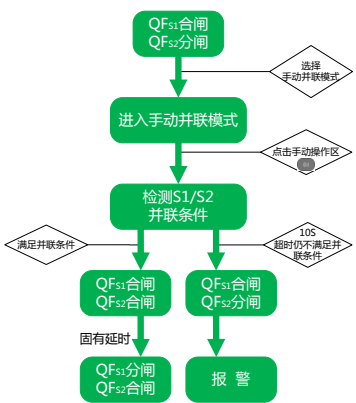 QFS1合闸
QFS2分闸
选择
手动并联模式
进入手动并联模式
点击手动操作区
检测S1/S2
并联条件
满足并联条件
10S
超时仍不满足并
联条件
QFS1合闸
QFS2合闸
QFS1合闸
QFS2分闸
固有延时
QFS1分闸
QFS2合闸
报 警